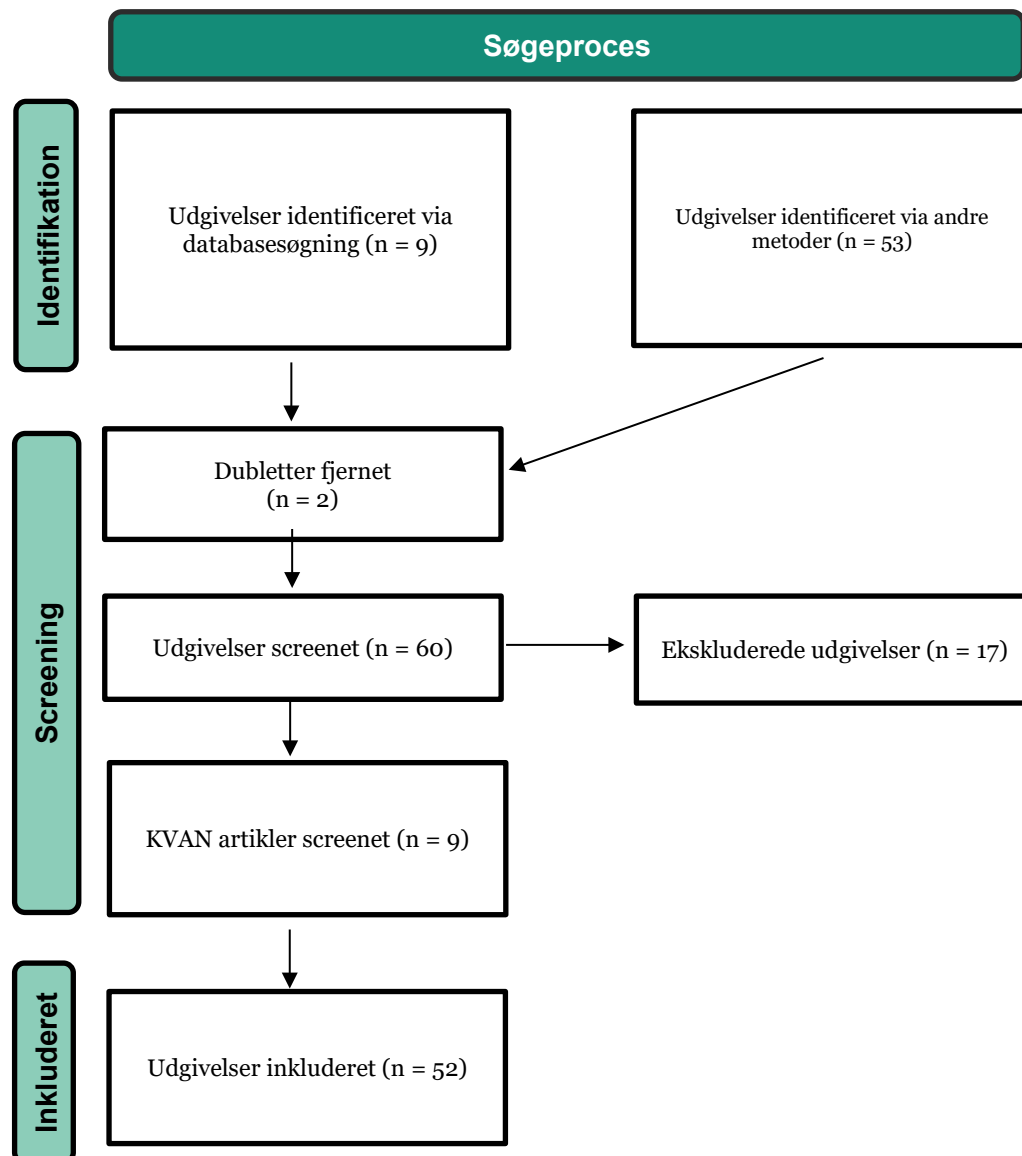 Søgeproces
Identifikation
Udgivelser identificeret via
databasesøgning (n = 9)
Udgivelser identificeret via andre
metoder (n = 53)
Screening
Dubletter fjernet
(n = 2)
Udgivelser screenet (n = 60)
Ekskluderede udgivelser (n = 17)
KVAN artikler screenet (n = 9)
Inkluderet
Udgivelser inkluderet (n = 52)